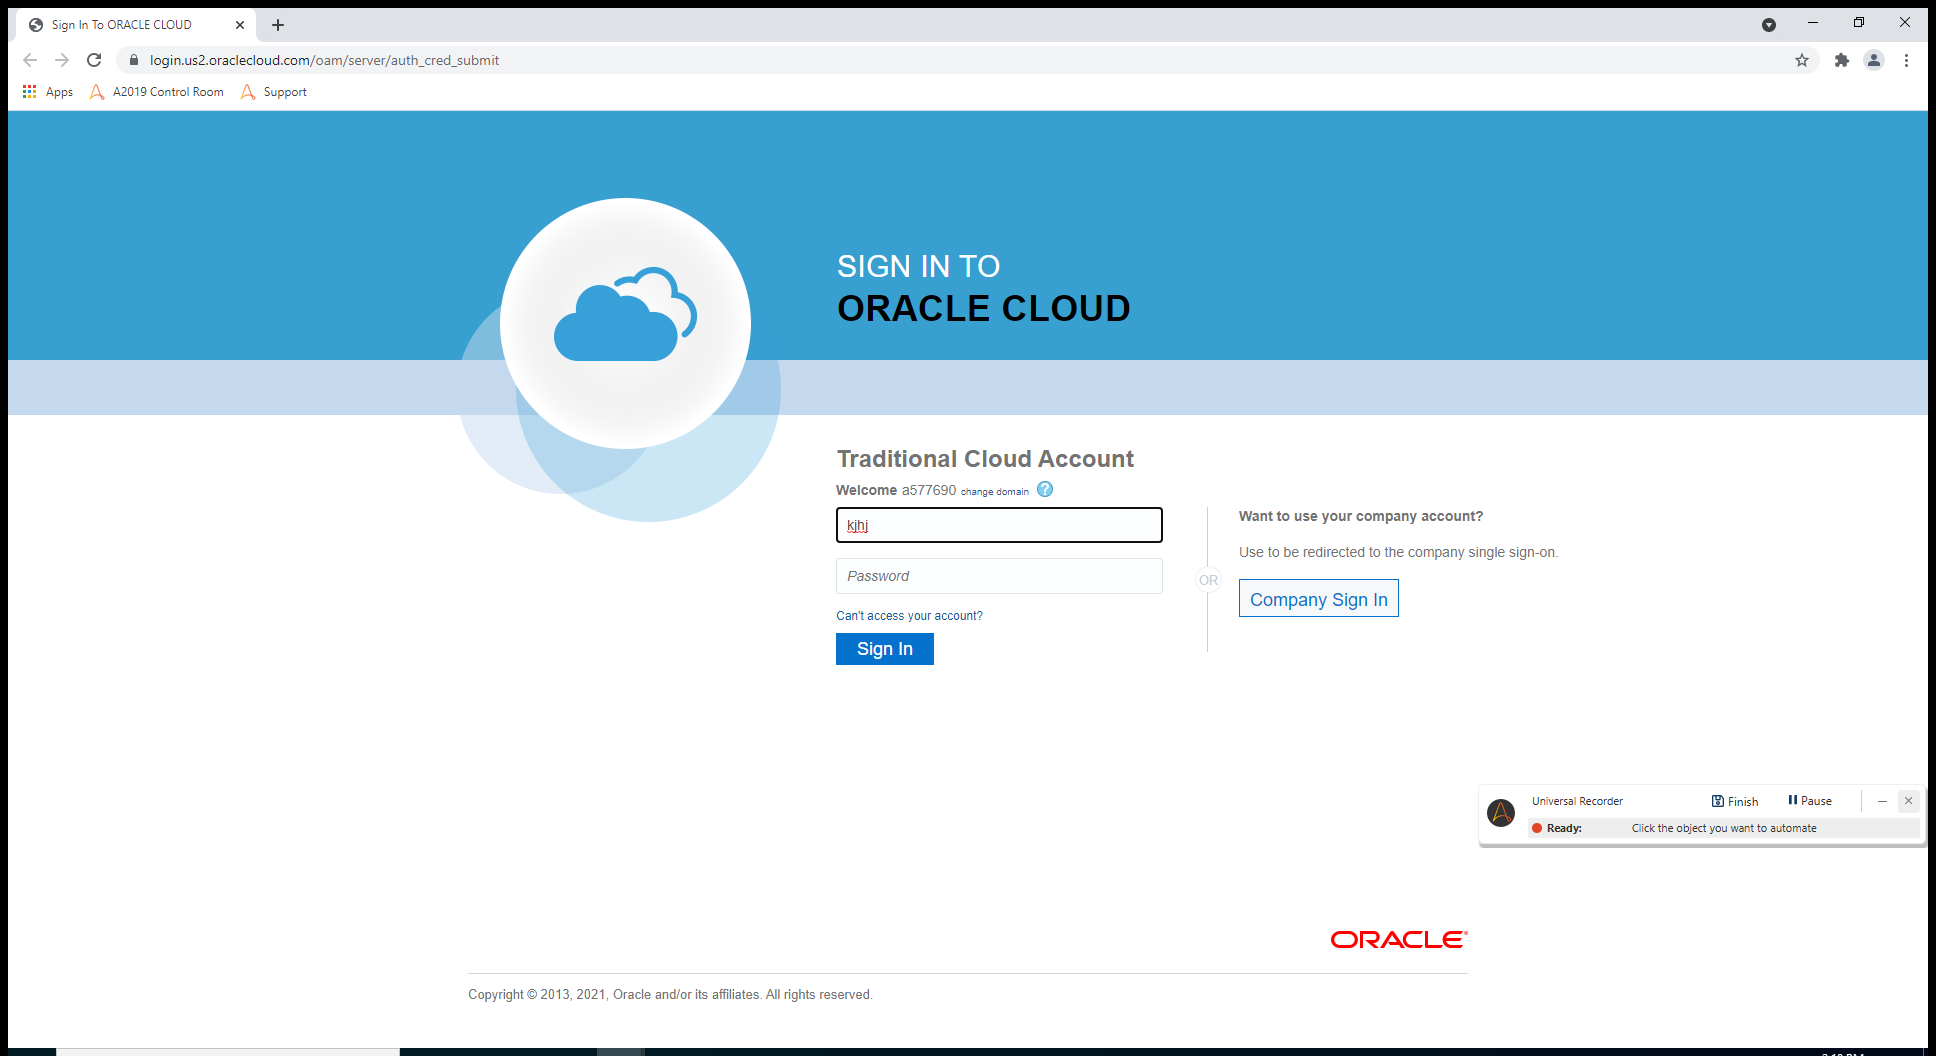 Sign In To ORACLE CLOUD
login.us2.oraclecloud.com/oam/server/auth_cred_submit
Apps A2019 Control Room Support
SIGN IN TO
ORACLE CLOUD
Traditional Cloud Account
Welcome a577690 change domain ?
kjhj
Password
Can't access your account?
Sign In
OR
Want to use your company account?
Use to be redirected to the company single sign-on.
Company Sign In
Universal Recorder Finish Pause
Ready: Click the object you want to automate
ORACLE
Copyright © 2013, 2021, Oracle and/or its affiliates. All rights reserved.